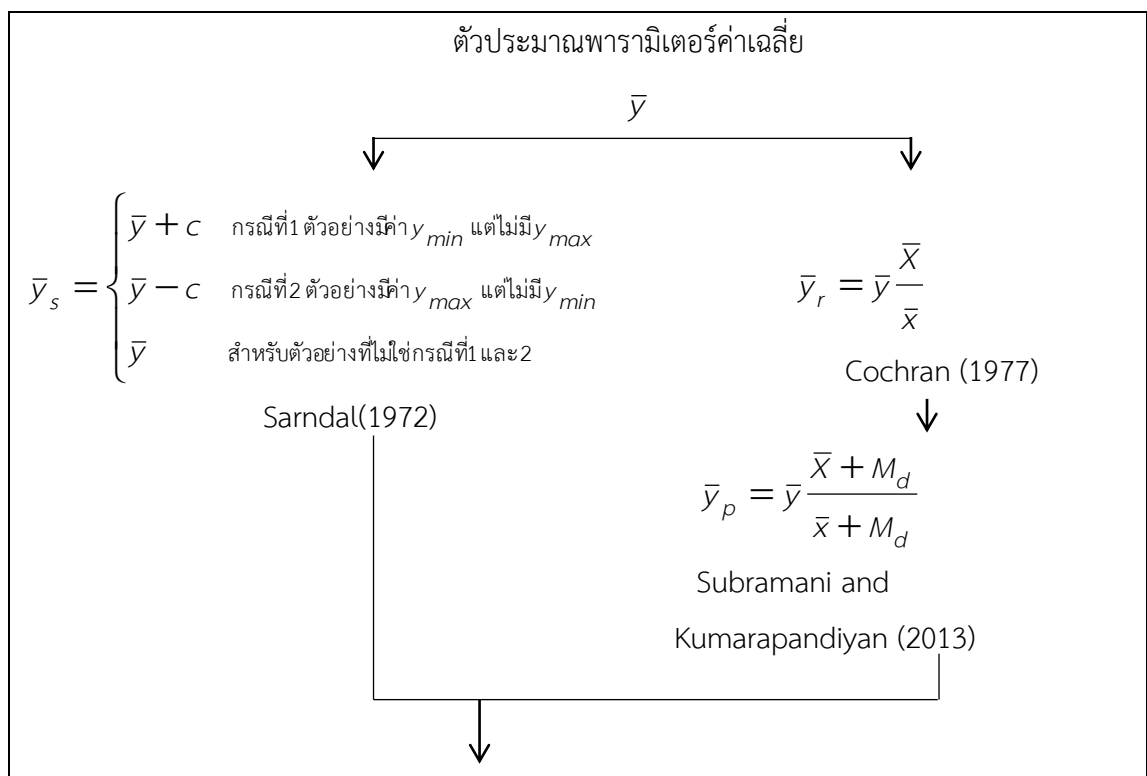 ตัวประมาณพารามิเตอร์ค่าเฉลี่ย
ȳ
ȳ_s = { ȳ + c กรณีที่1 ตัวอย่างมีค่า y_min แต่ไม่มี y_max
ȳ − c กรณีที่2 ตัวอย่างมีค่า y_max แต่ไม่มี y_min
ȳ สำหรับตัวอย่างที่ไม่ใช่กรณีที่1 และ2
Sarndal(1972)
ȳ_r = ȳ X̄ / x̄
Cochran (1977)
ȳ_p = ȳ (X̄ + M_d) / (x̄ + M_d)
Subramani and
Kumarapandiyan (2013)